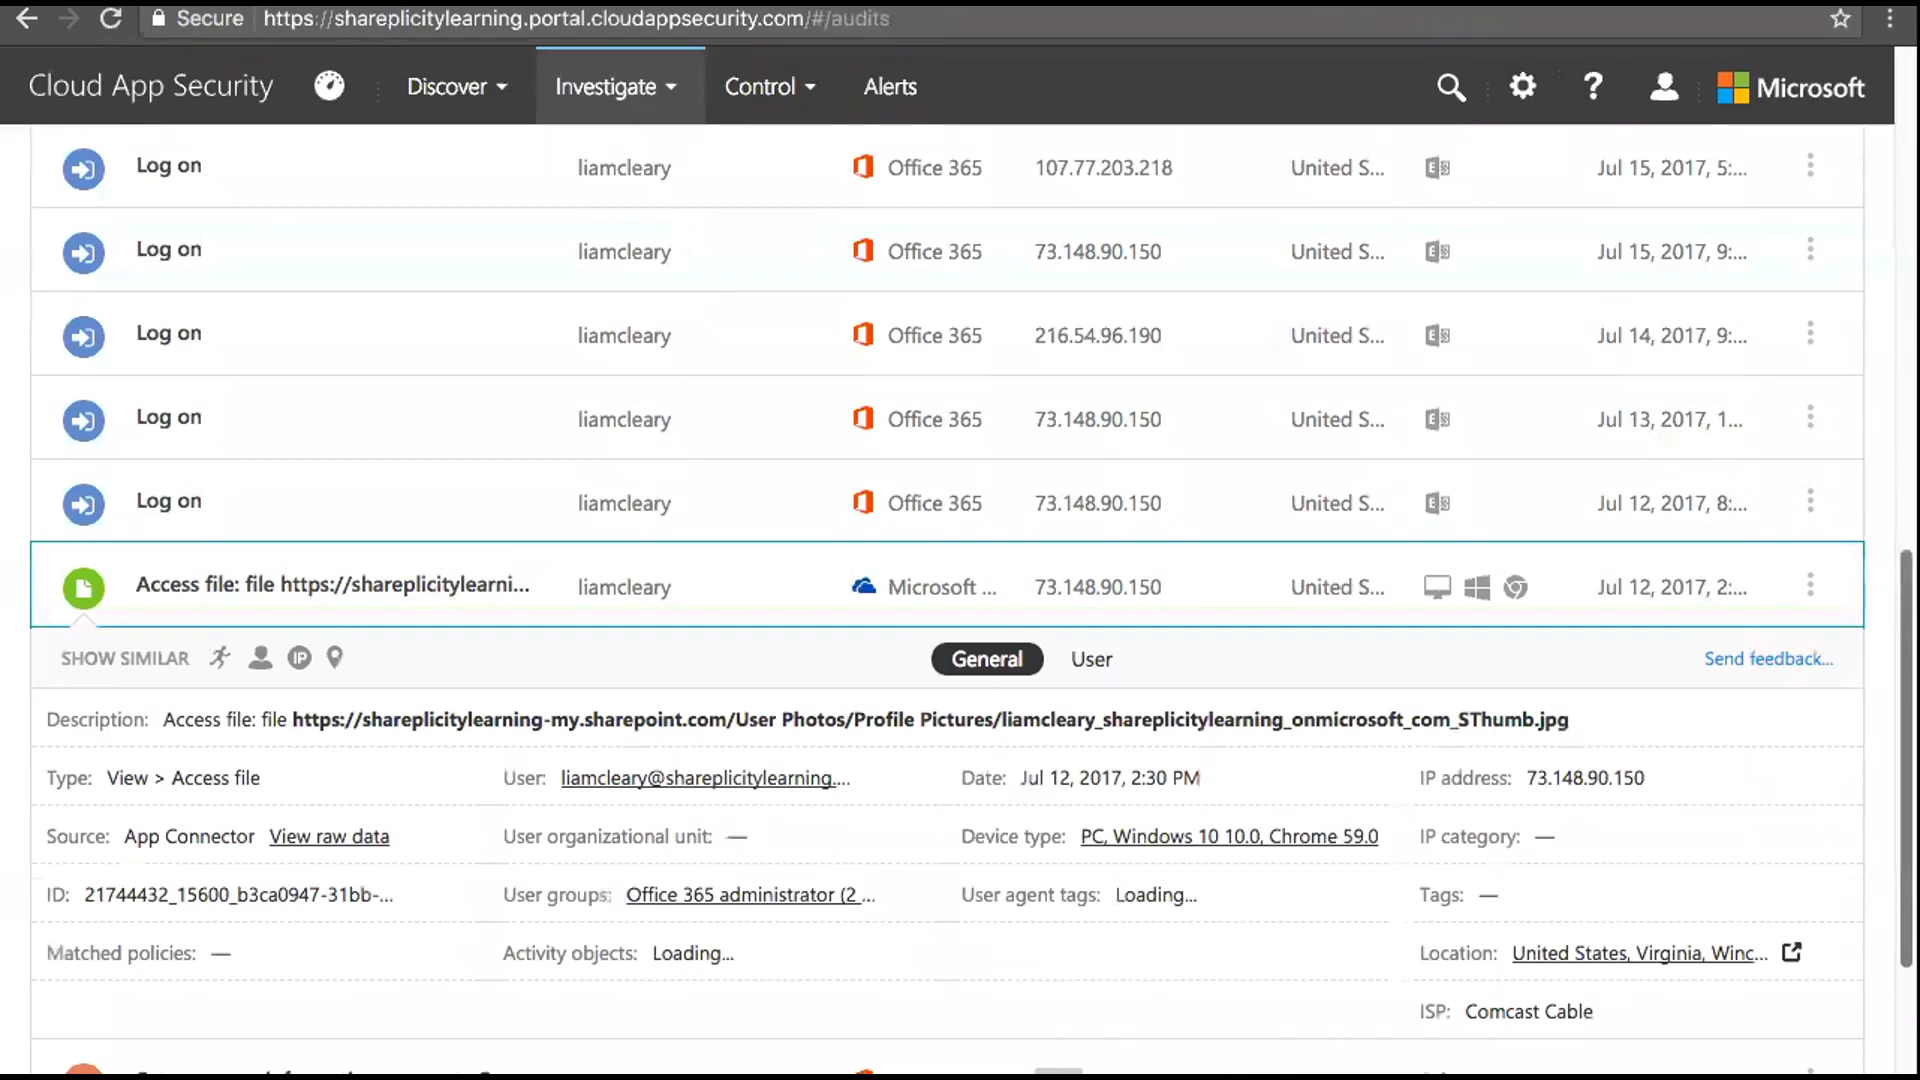 Secure https://shareplicitylearning.portal.cloudappsecurity.com/#/audits
Cloud App Security Discover Investigate Control Alerts ? Microsoft
Log on liamcleary Office 365 107.77.203.218 United S... Jul 15, 2017, 5:...
Log on liamcleary Office 365 73.148.90.150 United S... Jul 15, 2017, 9:...
Log on liamcleary Office 365 216.54.96.190 United S... Jul 14, 2017, 9:...
Log on liamcleary Office 365 73.148.90.150 United S... Jul 13, 2017, 1...
Log on liamcleary Office 365 73.148.90.150 United S... Jul 12, 2017, 8:...
Access file: file https://shareplicitylearni... liamcleary Microsoft ... 73.148.90.150 United S... Jul 12, 2017, 2:...
SHOW SIMILAR IP General User Send feedback...
Description: Access file: file https://shareplicitylearning-my.sharepoint.com/User Photos/Profile Pictures/liamcleary_shareplicitylearning_onmicrosoft_com_SThumb.jpg
Type: View > Access file User: liamcleary@shareplicitylearning.... Date: Jul 12, 2017, 2:30 PM IP address: 73.148.90.150
Source: App Connector View raw data User organizational unit: — Device type: PC, Windows 10 10.0, Chrome 59.0 IP category: —
ID: 21744432_15600_b3ca0947-31bb-... User groups: Office 365 administrator (2 ... User agent tags: Loading... Tags: —
Matched policies: — Activity objects: Loading... Location: United States, Virginia, Winc...
ISP: Comcast Cable